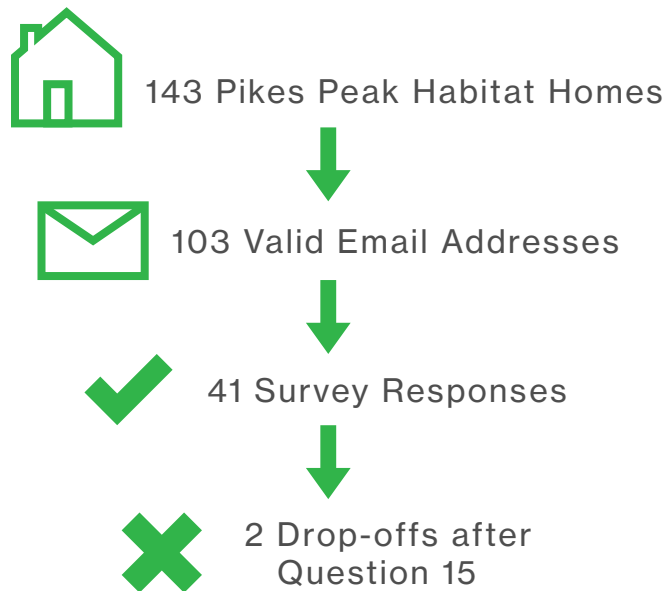 143 Pikes Peak Habitat Homes
103 Valid Email Addresses
41 Survey Responses
2 Drop-offs after
Question 15